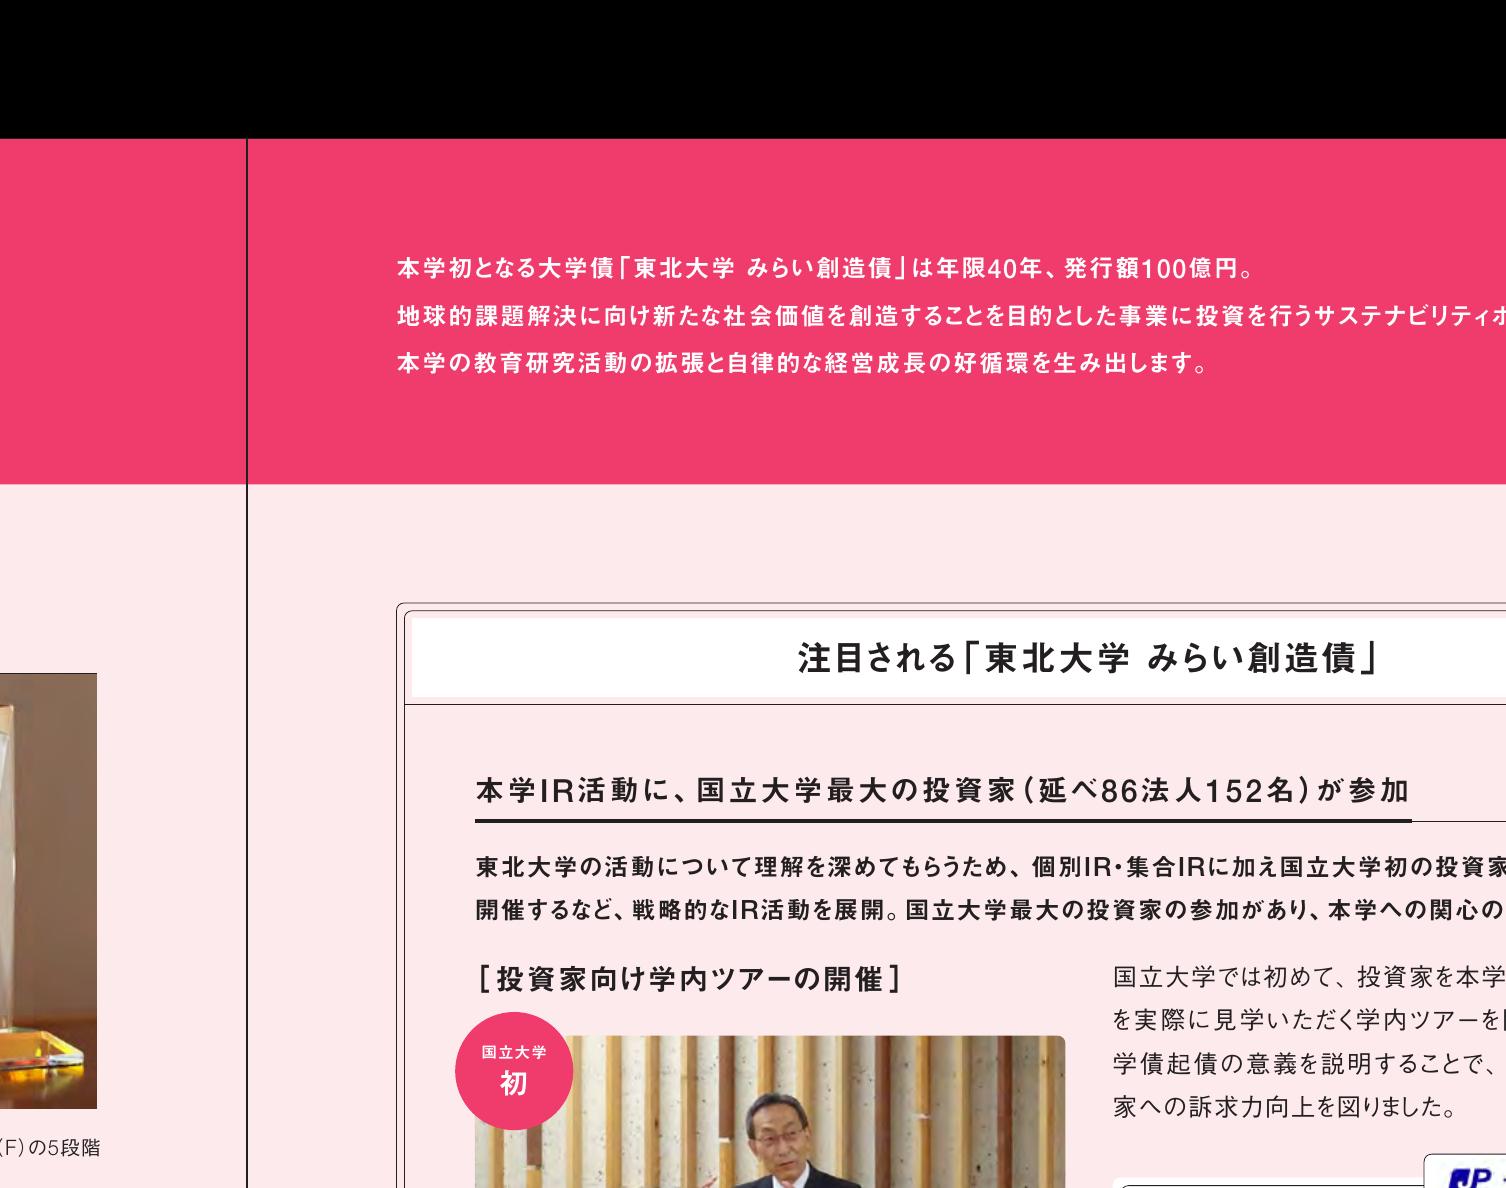 本学初となる大学債「東北大学 みらい創造債」は年限40年、発行額100億円。
地球的課題解決に向け新たな社会価値を創造することを目的とした事業に投資を行うサステナビリティ
本学の教育研究活動の拡張と自律的な経営成長の好循環を生み出します。
注目される「東北大学 みらい創造債」
本学IR活動に、国立大学最大の投資家(延べ86法人152名)が参加
東北大学の活動について理解を深めてもらうため、個別IR・集合IRに加え国立大学初の投資家
開催するなど、戦略的なIR活動を展開。国立大学最大の投資家の参加があり、本学への関心の
[投資家向け学内ツアーの開催]
国立大学
初
国立大学では初めて、投資家を本学
を実際に見学いただく学内ツアーを
学債起債の意義を説明することで、
家への訴求力向上を図りました。
JP
(F)の5段階